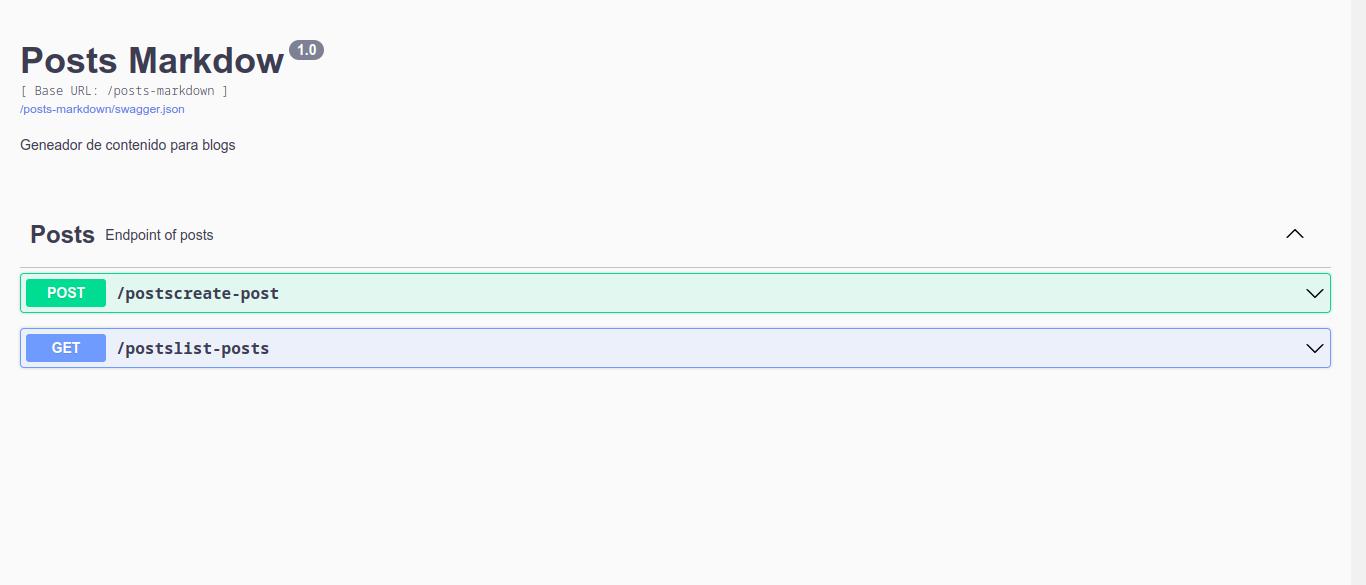 Posts Markdow 1.0
[ Base URL: /posts-markdown ]
/posts-markdown/swagger.json
Geneador de contenido para blogs
Posts Endpoint of posts
POST /postscreate-post
GET /postslist-posts